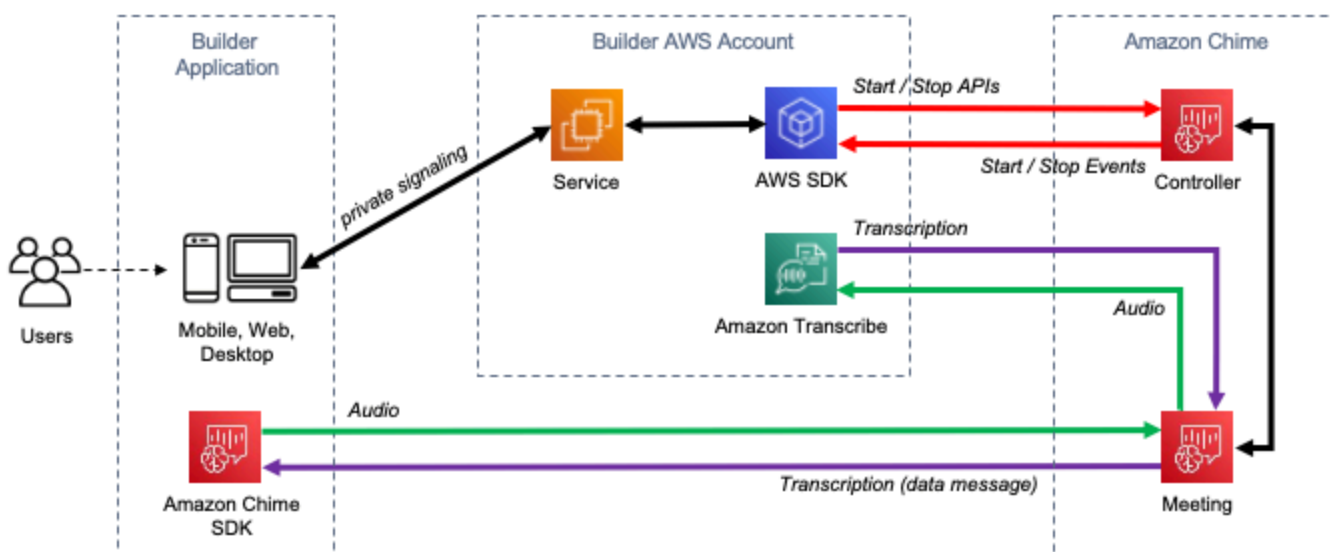 Builder
Application
Builder AWS Account
Amazon Chime
Start / Stop APIs
private signaling
Service
AWS SDK
Start / Stop Events
Controller
Transcription
Users
Mobile, Web,
Desktop
Amazon Transcribe
Audio
Audio
Amazon Chime
SDK
Transcription (data message)
Meeting